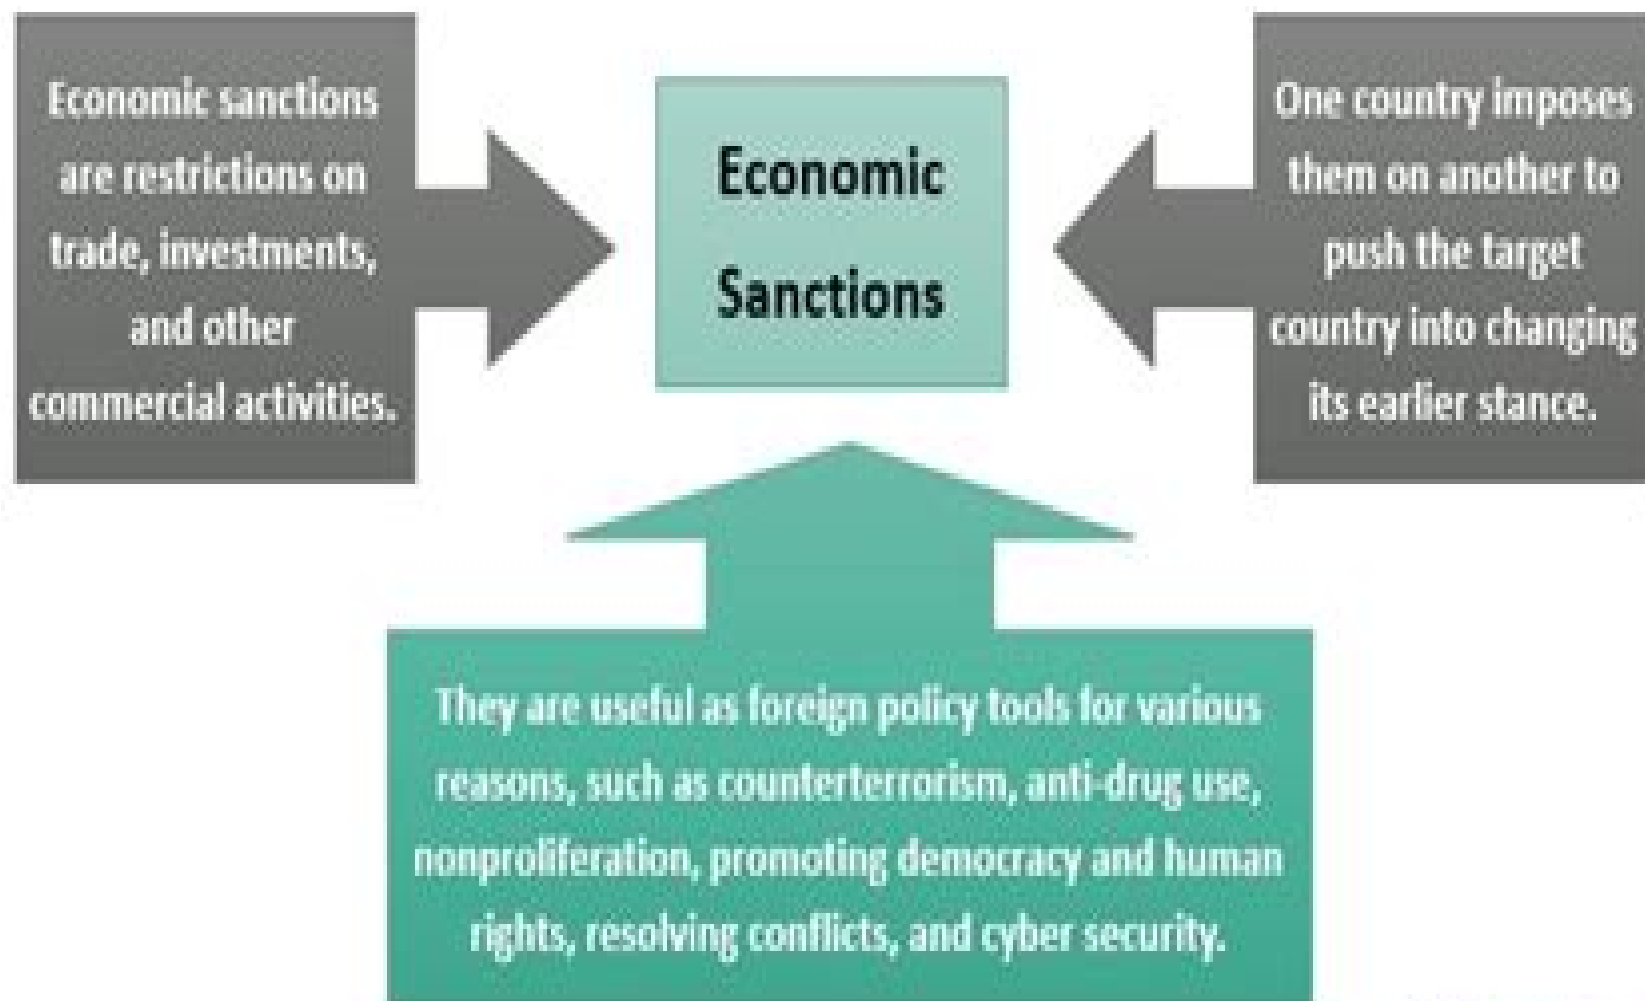 Economic sanctions
are restrictions on
trade, investments,
and other
commercial activities.
Economic
Sanctions
One country imposes
them on another to
push the target
country into changing
its earlier stance.
They are useful as foreign policy tools for various
reasons, such as counterterrorism, anti-drug use,
nonproliferation, promoting democracy and human
rights, resolving conflicts, and cyber security.